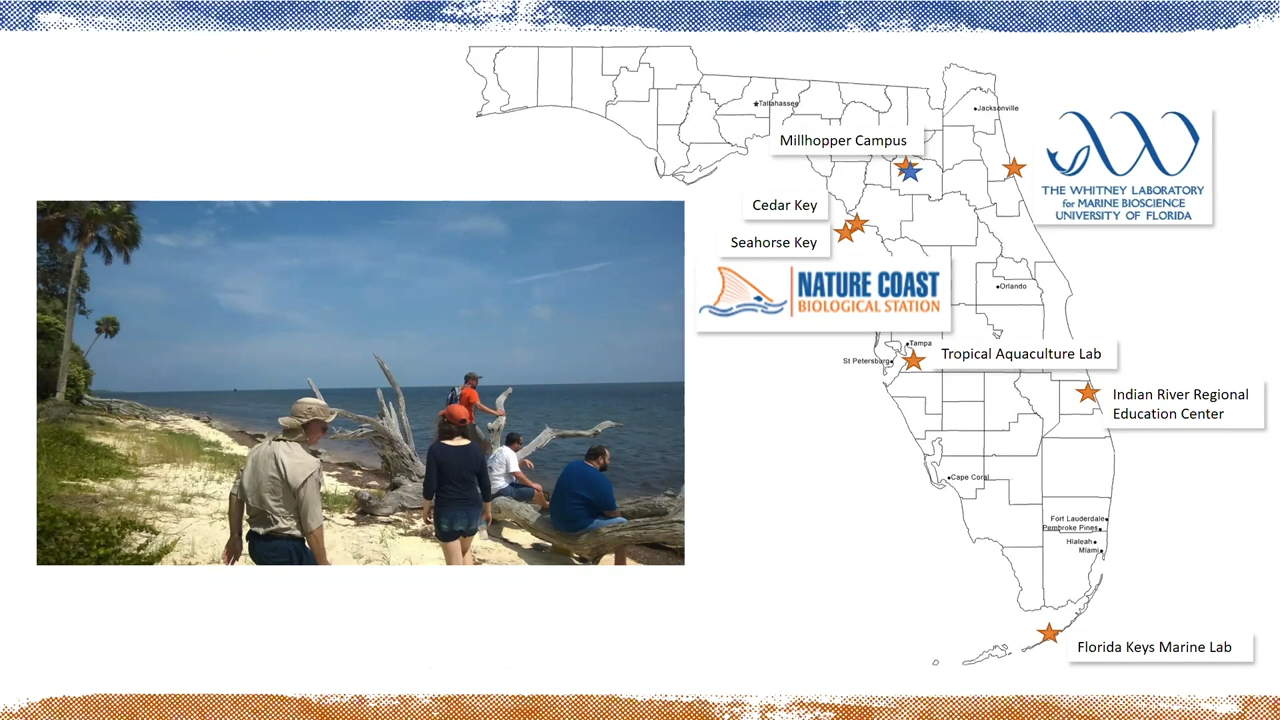 Tallahassee
Jacksonville
Millhopper Campus
THE WHITNEY LABORATORY
for MARINE BIOSCIENCE
UNIVERSITY OF FLORIDA
Cedar Key
Seahorse Key
NATURE COAST
BIOLOGICAL STATION
Orlando
Tampa
St Petersburg
Tropical Aquaculture Lab
Indian River Regional
Education Center
Cape Coral
Fort Lauderdale
Pembroke Pines
Hialeah
Miami
Florida Keys Marine Lab